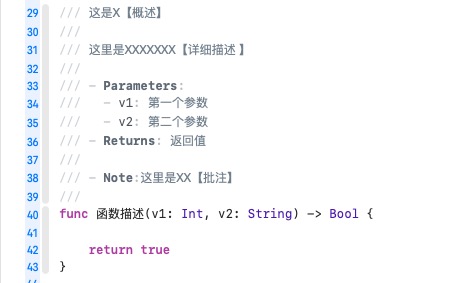 29 /// 这是X【概述】
30 ///
31 /// 这里是XXXXXXX【详细描述 】
32 ///
33 /// – Parameters:
34 ///   – v1: 第一个参数
35 ///   – v2: 第二个参数
36 /// – Returns: 返回值
37 ///
38 /// – Note:这里是XX【批注】
39 ///
40 func 函数描述(v1: Int, v2: String) -> Bool {
41
42     return true
43 }